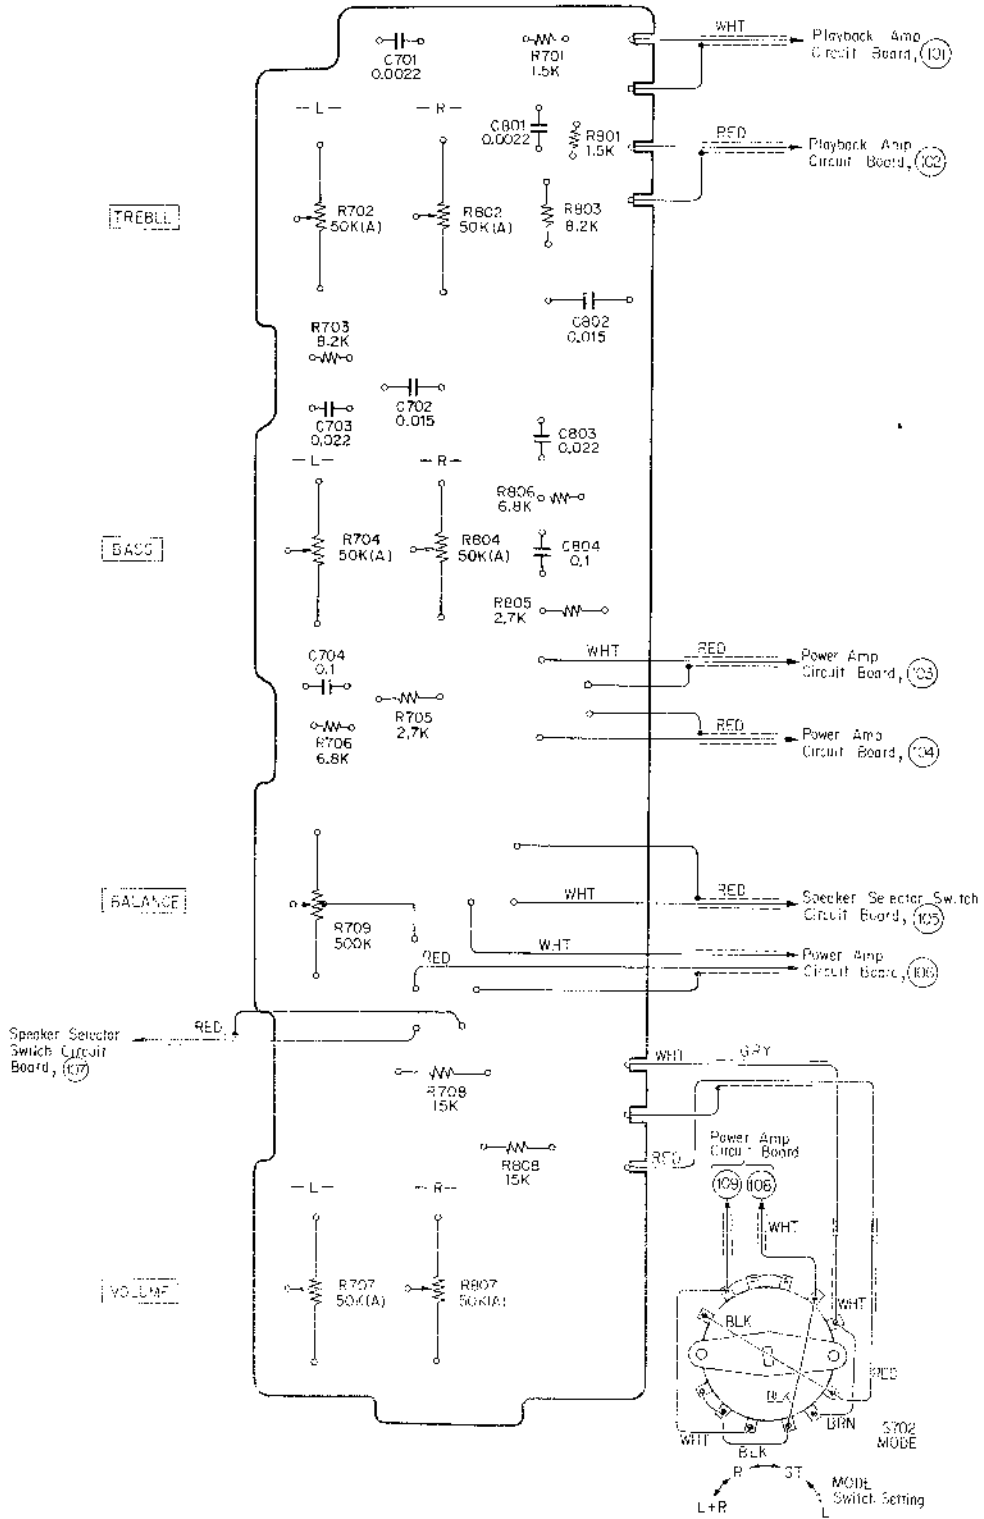 WHT
Playback Amp
Circuit Board, (101)
C701
0.0022
R701
1.5K
-- L --
-- R --
C801
0.0022
R801
1.5K
RED
Playback Amp
Circuit Board, (102)
TREBLE
R702
50K(A)
R802
50K(A)
R803
8.2K
C802
0.015
R703
8.2K
C702
0.015
C703
0.022
C803
0.022
-- L --
-- R --
R806
6.8K
BASS
R704
50K(A)
R804
50K(A)
C804
0.1
R805
2.7K
WHT
RED
Power Amp
Circuit Board, (103)
C704
0.1
R705
2.7K
R706
6.8K
RED
Power Amp
Circuit Board, (104)
BALANCE
R709
500K
WHT
RED
Speaker Selector Switch
Circuit Board, (105)
WHT
RED
Power Amp
Circuit Board, (106)
Speaker Selector
Switch Circuit
Board, (107)
RED
WHT
GRY
R708
15K
R808
15K
RED
Power Amp
Circuit Board
(109) (108)
WHT
-- L --
-- R --
VOLUME
R707
50K(A)
R807
50K(A)
WHT
BLK
RED
BLK
BRN
WHT
BLK
S702
MODE
R
ST
L+R
L
MODE
Switch Setting